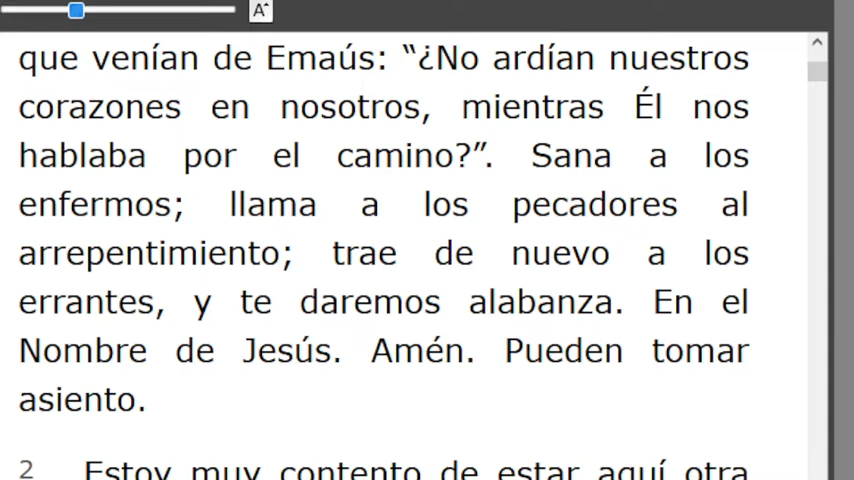 A
que venían de Emaús: “¿No ardían nuestros
corazones en nosotros, mientras Él nos
hablaba por el camino?”. Sana a los
enfermos; llama a los pecadores al
arrepentimiento; trae de nuevo a los
errantes, y te daremos alabanza. En el
Nombre de Jesús. Amén. Pueden tomar
asiento.
2 Estoy muy contento de estar aquí otra